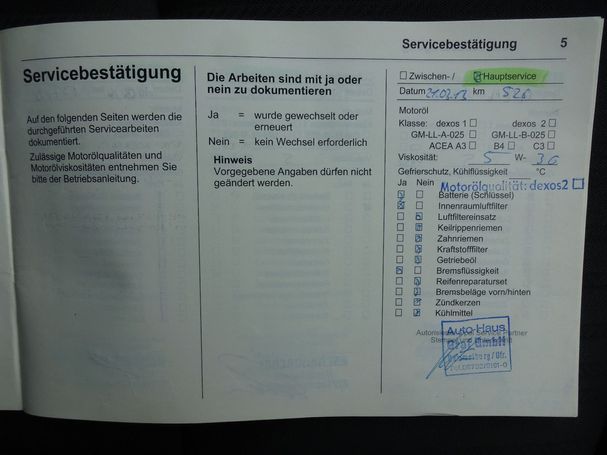 Servicebestätigung 5
Servicebestätigung
Auf den folgenden Seiten werden die
durchgeführten Servicearbeiten
dokumentiert.
Zulässige Motorölqualitäten und
Motorölviskositäten entnehmen Sie
bitte der Betriebsanleitung.
Die Arbeiten sind mit ja oder
nein zu dokumentieren
Ja = wurde gewechselt oder
erneuert
Nein = kein Wechsel erforderlich
Hinweis
Vorgegebene Angaben dürfen nicht
geändert werden.
Zwischen- / Hauptservice
Datum km
Motoröl
Klasse: dexos 1 dexos 2
GM-LL-A-025 GM-LL-B-025
ACEA A3 B4 C3
Viskosität: 5 W- 30
Gefrierschutz, Kühlflüssigkeit °C
Ja Nein Motorölqualität: dexos2
Batterie (Schlüssel)
Innenraumluftfilter
Luftfiltereinsatz
Keilrippenriemen
Zahnriemen
Kraftstofffilter
Getriebeöl
Bremsflüssigkeit
Reifenreparaturset
Bremsbeläge vorn/hinten
Zündkerzen
Kühlmittel
Auto-Haus
Graf GmbH